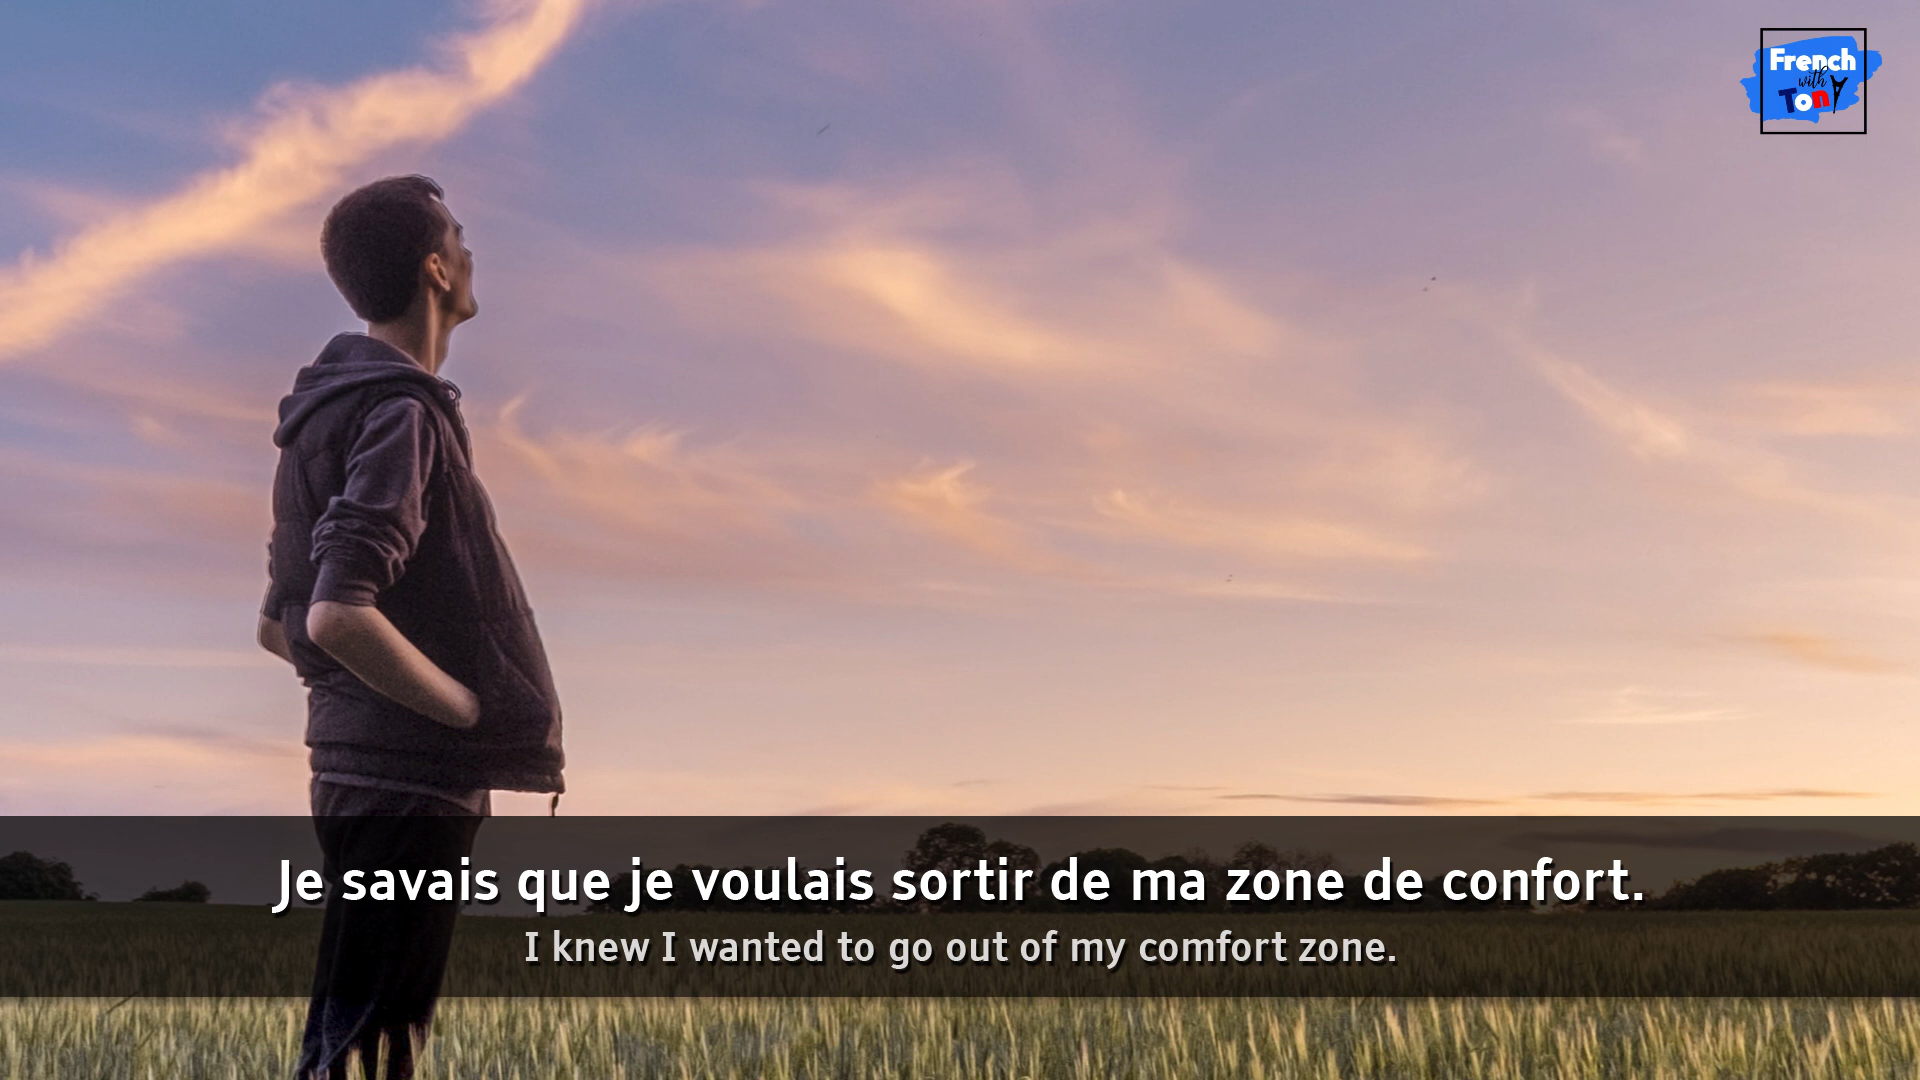 French
with
Tony
Je savais que je voulais sortir de ma zone de confort.
I knew I wanted to go out of my comfort zone.